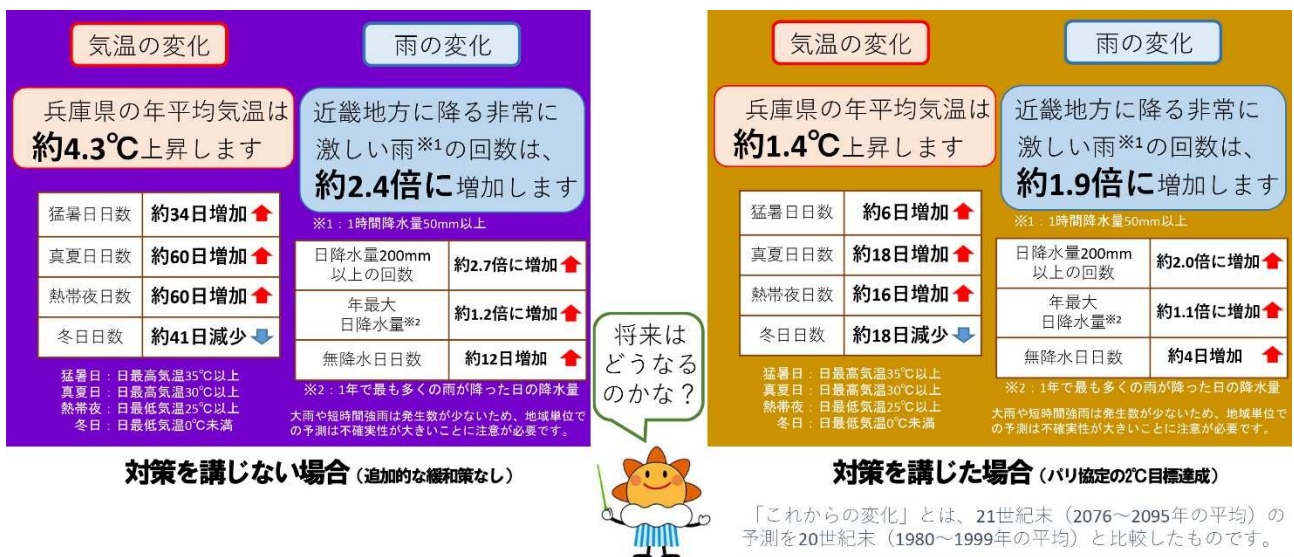 気温の変化
兵庫県の年平均気温は
約4.3℃上昇します
猛暑日日数 約34日増加
真夏日日数 約60日増加
熱帯夜日数 約60日増加
冬日日数 約41日減少
猛暑日：日最高気温35℃以上
真夏日：日最高気温30℃以上
熱帯夜：日最低気温25℃以上
冬日：日最低気温0℃未満
雨の変化
近畿地方に降る非常に
激しい雨※1の回数は、
約2.4倍に増加します
※1：1時間降水量50mm以上
日降水量200mm
以上の回数 約2.7倍に増加
年最大
日降水量※2 約1.2倍に増加
無降水日日数 約12日増加
※2：1年で最も多くの雨が降った日の降水量
大雨や短時間強雨は発生数が少ないため、地域単位で
の予測は不確実性が大きいことに注意が必要です。
対策を講じない場合（追加的な緩和策なし）
将来は
どうなる
のかな？
気温の変化
兵庫県の年平均気温は
約1.4℃上昇します
猛暑日日数 約6日増加
真夏日日数 約18日増加
熱帯夜日数 約16日増加
冬日日数 約18日減少
猛暑日：日最高気温35℃以上
真夏日：日最高気温30℃以上
熱帯夜：日最低気温25℃以上
冬日：日最低気温0℃未満
雨の変化
近畿地方に降る非常に
激しい雨※1の回数は、
約1.9倍に増加します
※1：1時間降水量50mm以上
日降水量200mm
以上の回数 約2.0倍に増加
年最大
日降水量※2 約1.1倍に増加
無降水日日数 約4日増加
※2：1年で最も多くの雨が降った日の降水量
大雨や短時間強雨は発生数が少ないため、地域単位で
の予測は不確実性が大きいことに注意が必要です。
対策を講じた場合（パリ協定の2℃目標達成）
「これからの変化」とは、21世紀末（2076～2095年の平均）の
予測を20世紀末（1980～1999年の平均）と比較したものです。